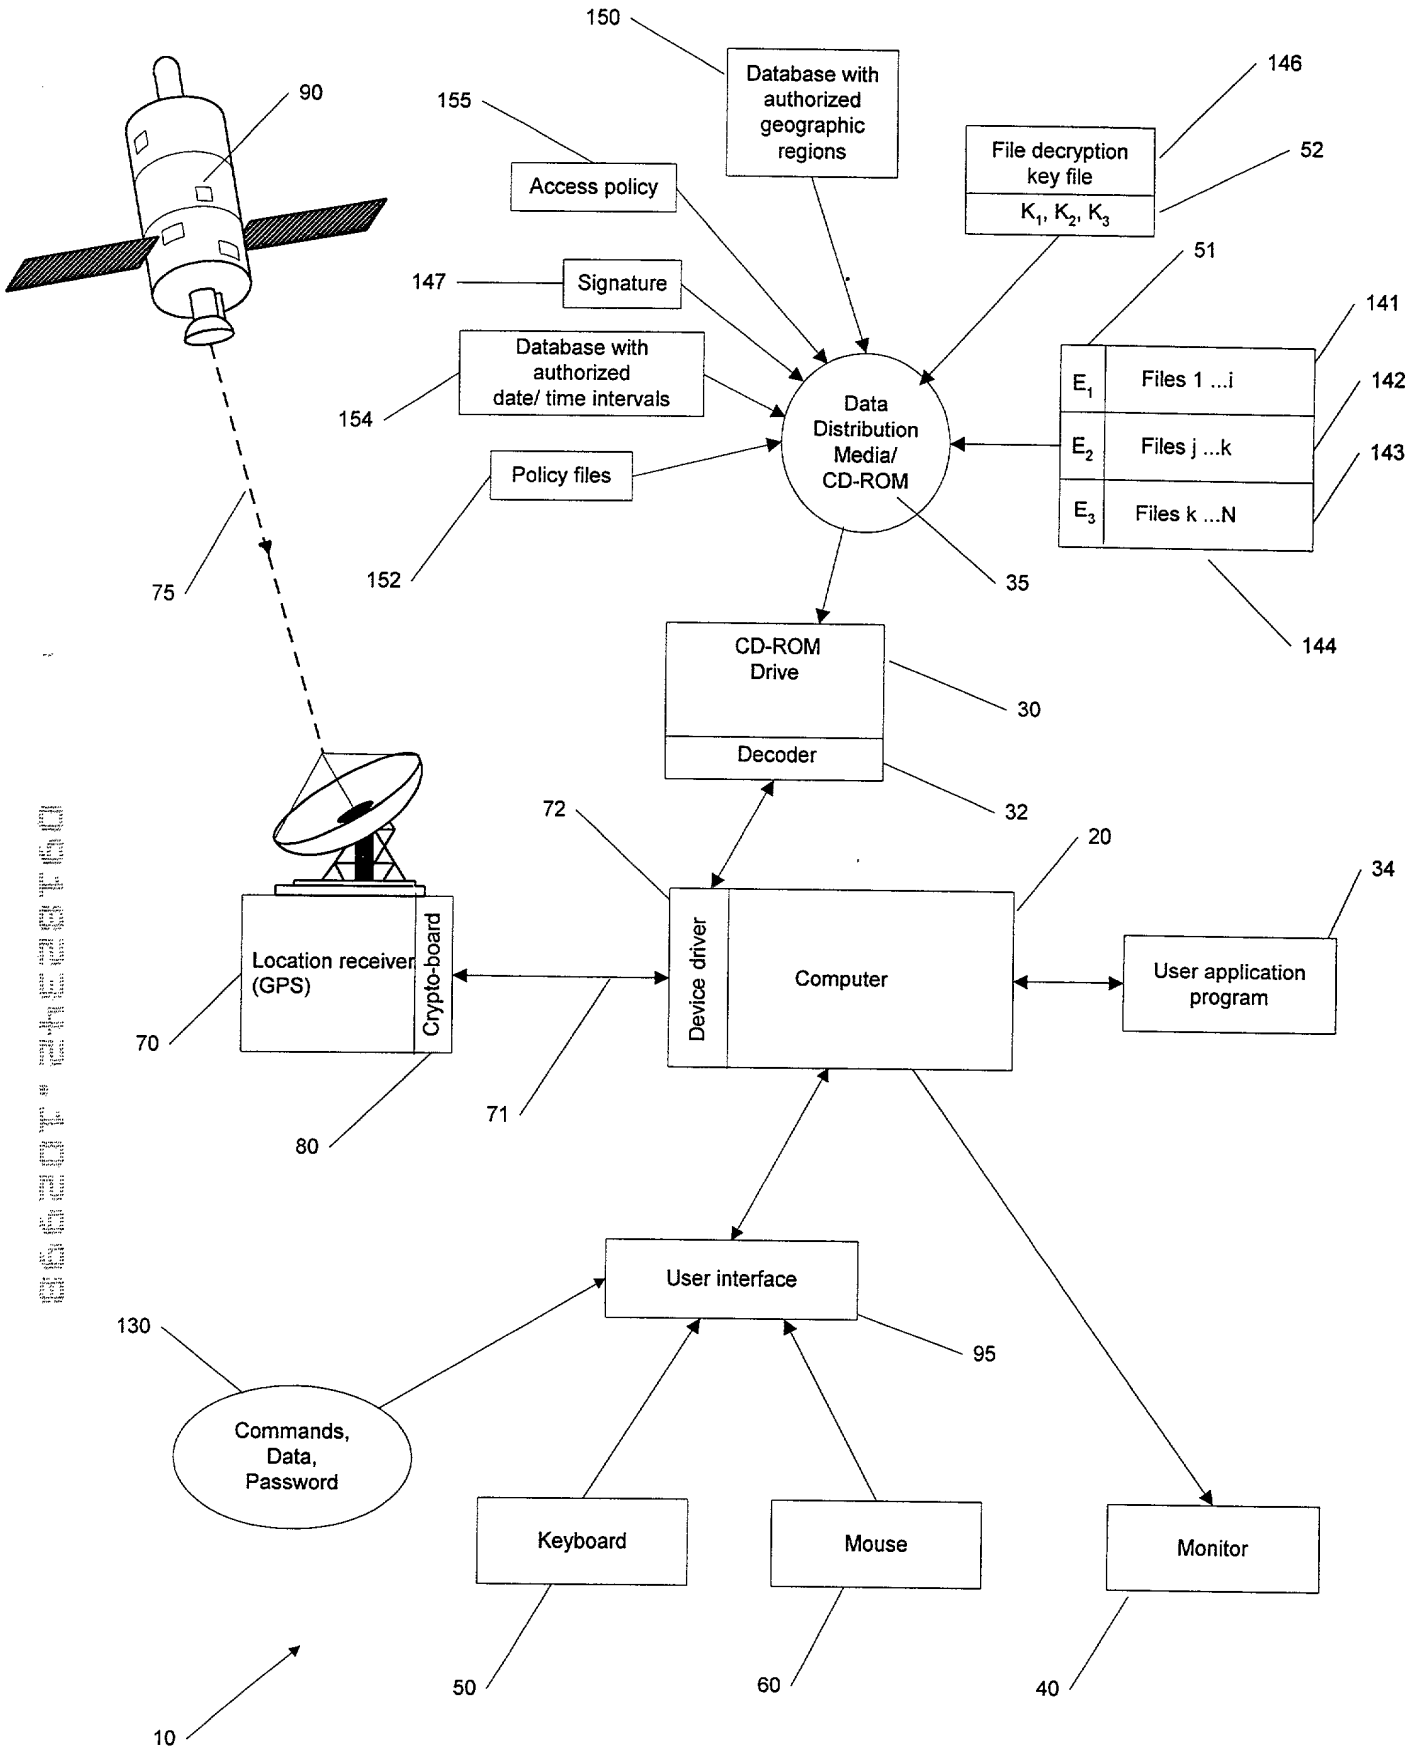 150
Database with
authorized
geographic
regions
146
90
155
File decryption
key file
52
Access policy
K1, K2, K3
51
147
Signature
141
Database with
authorized
date/ time intervals
E1 Files 1 ...i
142
154
Data
Distribution
Media/
CD-ROM
E2 Files j ...k
143
Policy files
E3 Files k ...N
75
152
35
144
CD-ROM
Drive
30
Decoder
72
32
20
34
Location receiver
(GPS)
Crypto-board
Device driver
Computer
User application
program
70
71
80
User interface
130
95
Commands,
Data,
Password
Keyboard
Mouse
Monitor
50
60
40
10